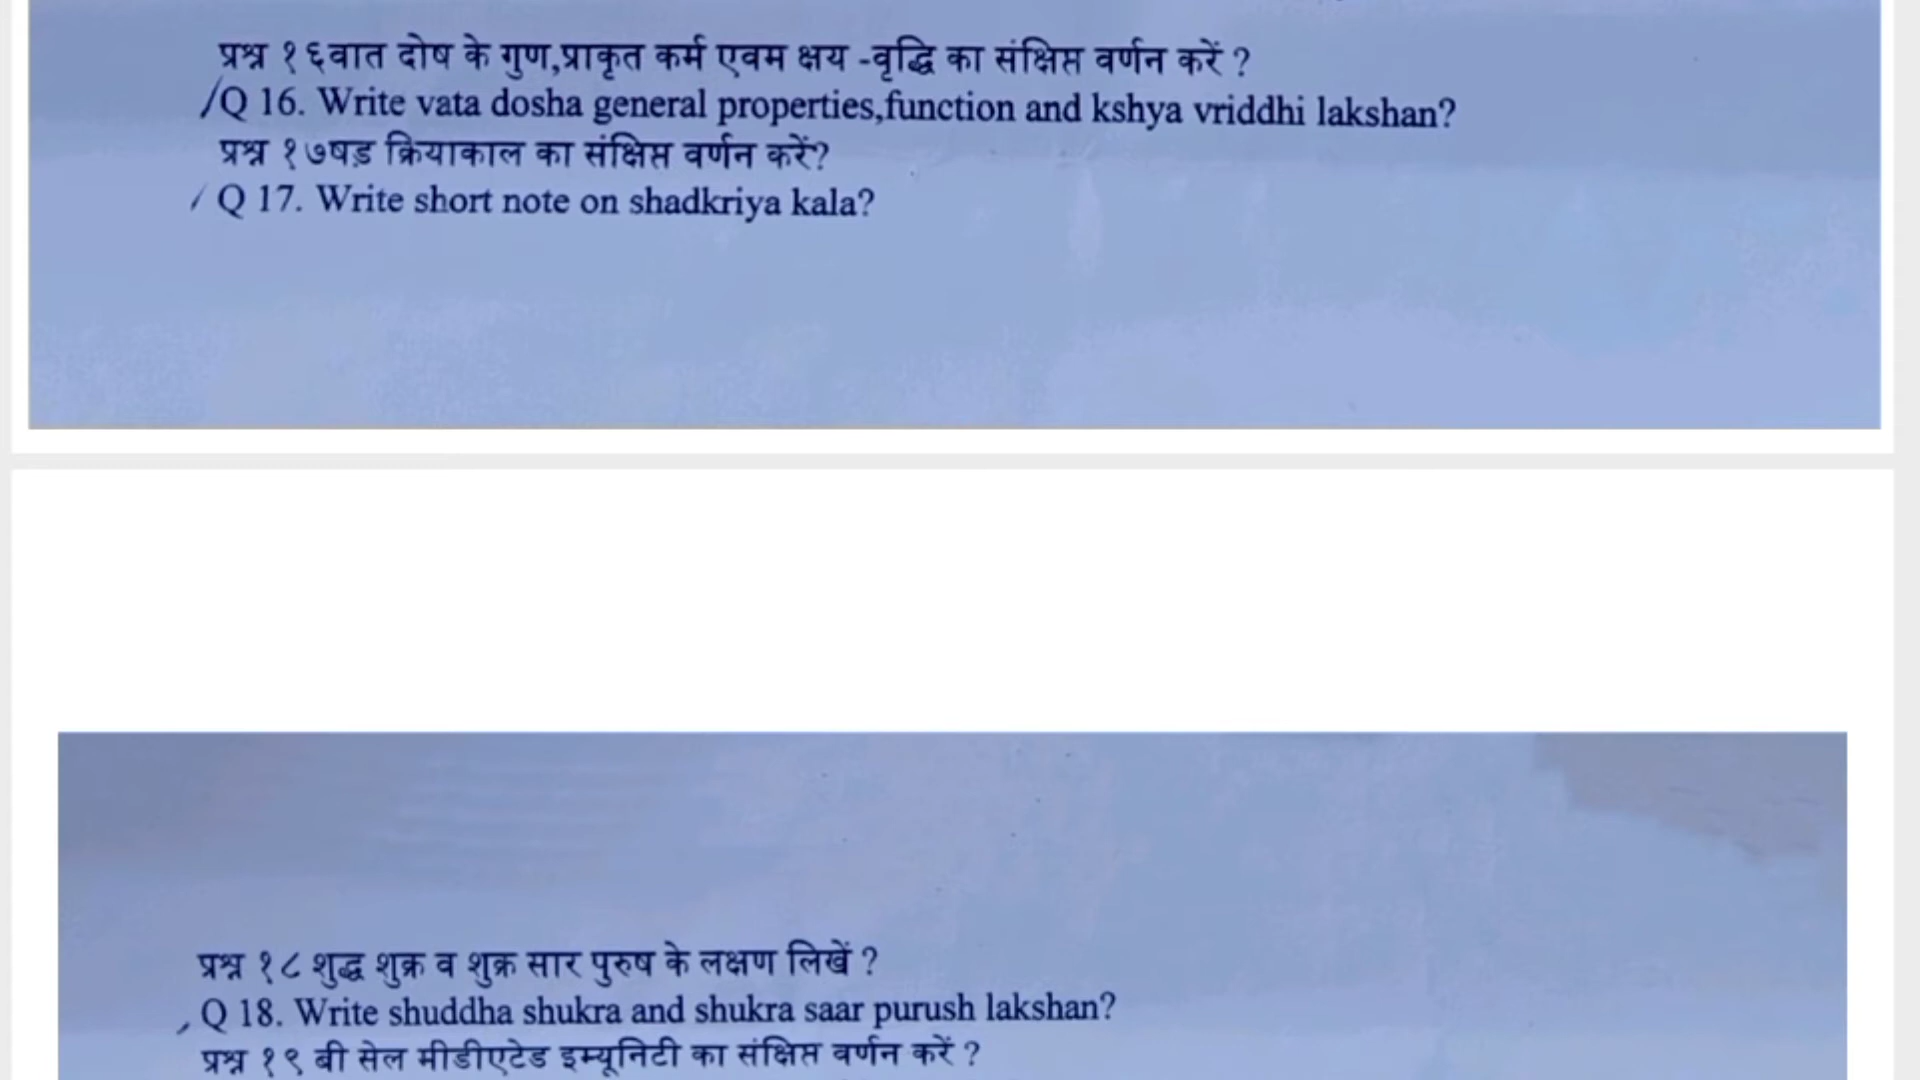 प्रश्न १६वात दोष के गुण,प्राकृत कर्म एवम क्षय -वृद्धि का संक्षिप्त वर्णन करें ?
Q 16. Write vata dosha general properties,function and kshya vriddhi lakshan?
प्रश्न १७षड़ क्रियाकाल का संक्षिप्त वर्णन करें?
Q 17. Write short note on shadkriya kala?
प्रश्न १८ शुद्ध शुक्र व शुक्र सार पुरुष के लक्षण लिखें ?
Q 18. Write shuddha shukra and shukra saar purush lakshan?
प्रश्न १९ बी सेल मीडीएटेड इम्यूनिटी का संक्षिप्त वर्णन करें ?